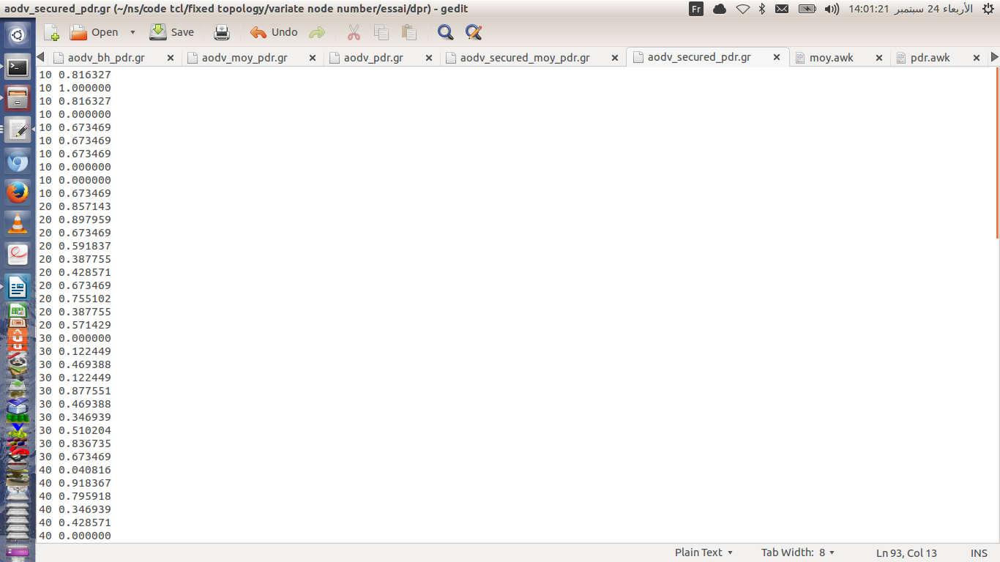 aodv_secured_pdr.gr (~/ns/code tcl/fixed topology/variate node number/essai/dpr) - gedit
Fr
14:01:21 الأربعاء 24 سبتمبر
Open
Save
Undo
aodv_bh_pdr.gr
aodv_moy_pdr.gr
aodv_pdr.gr
aodv_secured_moy_pdr.gr
aodv_secured_pdr.gr
moy.awk
pdr.awk
10 0.816327
10 1.000000
10 0.816327
10 0.000000
10 0.673469
10 0.673469
10 0.673469
10 0.000000
10 0.000000
10 0.673469
20 0.857143
20 0.897959
20 0.673469
20 0.591837
20 0.387755
20 0.428571
20 0.673469
20 0.755102
20 0.387755
20 0.571429
30 0.000000
30 0.122449
30 0.469388
30 0.122449
30 0.877551
30 0.469388
30 0.346939
30 0.510204
30 0.836735
30 0.673469
40 0.040816
40 0.918367
40 0.795918
40 0.346939
40 0.428571
40 0.000000
Plain Text
Tab Width: 8
Ln 93, Col 13
INS